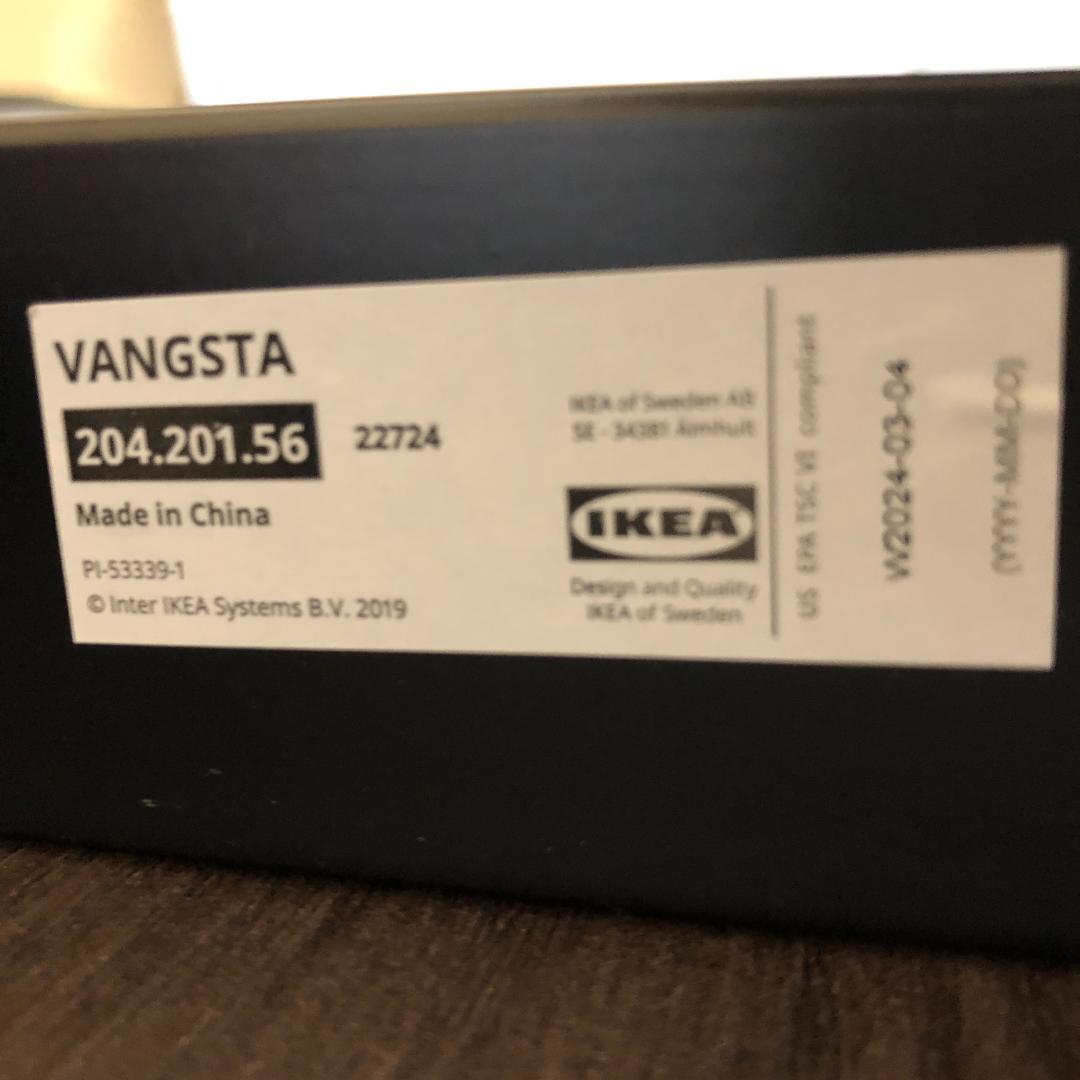 VANGSTA
204.201.56 22724
Made in China
PI-53339-1
© Inter IKEA Systems B.V. 2019
IKEA of Sweden AB
SE - 34381 Älmhult
IKEA
Design and Quality
IKEA of Sweden
US EPA TSC VI compliant
W2024-03-04
(YYYY-MM-DD)